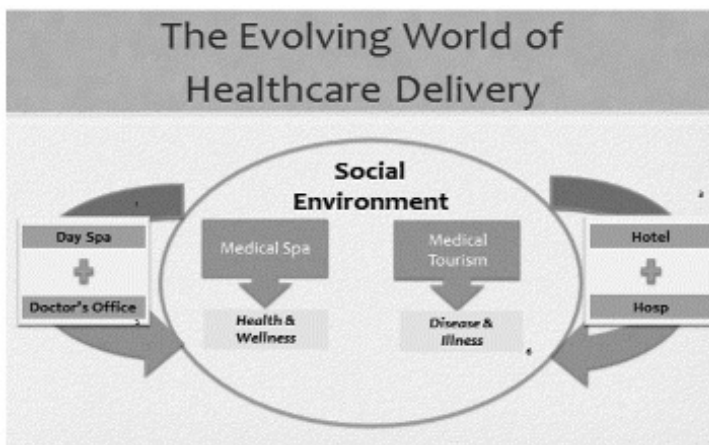 The Evolving World of
Healthcare Delivery
Social
Environment
Day Spa
Doctor's Office
Medical Spa
Health &
Wellness
Medical
Tourism
Disease &
Illness
6
Hotel
Hosp